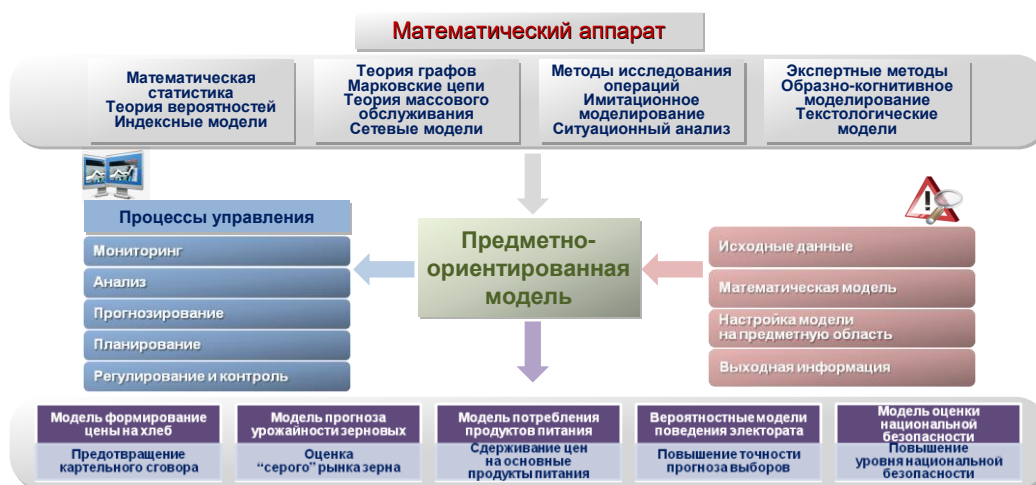 Математический аппарат
Математическая
статистика
Теория вероятностей
Индексные модели
Теория графов
Марковские цепи
Теория массового
обслуживания
Сетевые модели
Методы исследования
операций
Имитационное
моделирование
Ситуационный анализ
Экспертные методы
Образно-когнитивное
моделирование
Текстологические
модели
Процессы управления
Мониторинг
Анализ
Прогнозирование
Планирование
Регулирование и контроль
Предметно-
ориентированная
модель
Исходные данные
Математическая модель
Настройка модели
на предметную область
Выходная информация
Модель формирование
цены на хлеб
Предотвращение
картельного сговора
Модель прогноза
урожайности зерновых
Оценка
“серого” рынка зерна
Модель потребления
продуктов питания
Сдерживание цен
на основные
продукты питания
Вероятностные модели
поведения электората
Повышение точности
прогноза выборов
Модель оценки
национальной
безопасности
Повышение
уровня национальной
безопасности